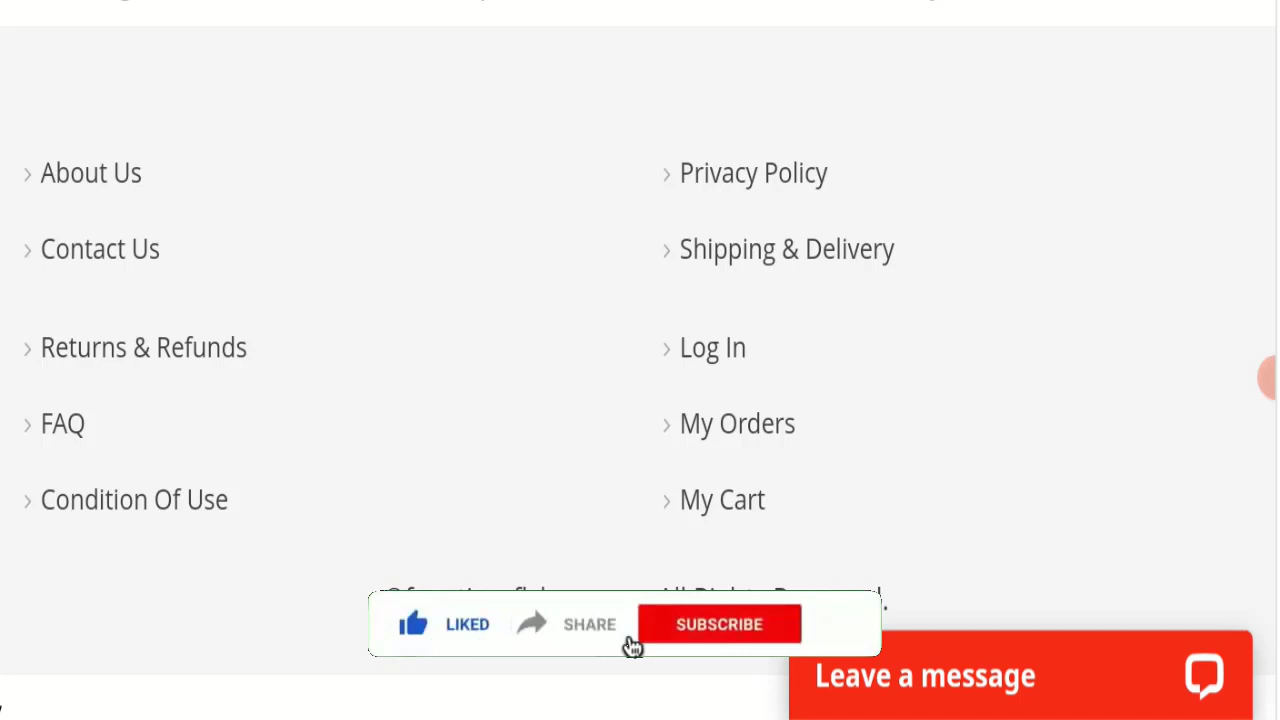 About Us
Privacy Policy
Contact Us
Shipping & Delivery
Returns & Refunds
Log In
FAQ
My Orders
Condition Of Use
My Cart
LIKED
SHARE
SUBSCRIBE
Leave a message